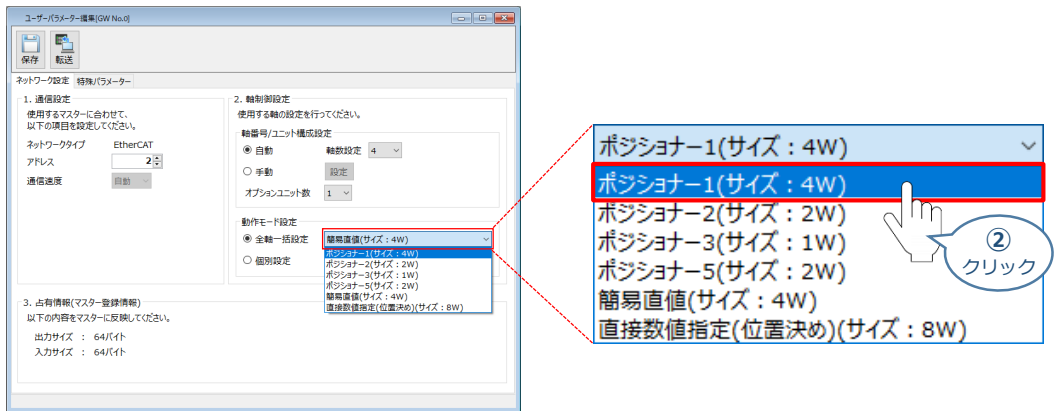 ユーザーパラメーター編集[GW No.0]
保存 転送
ネットワーク設定 特殊パラメーター
1. 通信設定
使用するマスターに合わせて、
以下の項目を設定してください。
ネットワークタイプ EtherCAT
アドレス 2
通信速度 自動
2. 軸制御設定
使用する軸の設定を行ってください。
軸番号/ユニット構成設定
自動 軸数設定 4
手動 設定
オプションユニット数 1
動作モード設定
全軸一括設定 簡易直値(サイズ：4W)
個別設定
ポジショナー1(サイズ：4W)
ポジショナー2(サイズ：2W)
ポジショナー3(サイズ：1W)
ポジショナー5(サイズ：2W)
簡易直値(サイズ：4W)
直接数値指定(位置決め)(サイズ：8W)
3. 占有情報(マスター登録情報)
以下の内容をマスターに反映してください。
出力サイズ ： 64バイト
入力サイズ ： 64バイト
ポジショナー1(サイズ：4W)
ポジショナー1(サイズ：4W)
ポジショナー2(サイズ：2W)
ポジショナー3(サイズ：1W)
ポジショナー5(サイズ：2W)
簡易直値(サイズ：4W)
直接数値指定(位置決め)(サイズ：8W)
②
クリック